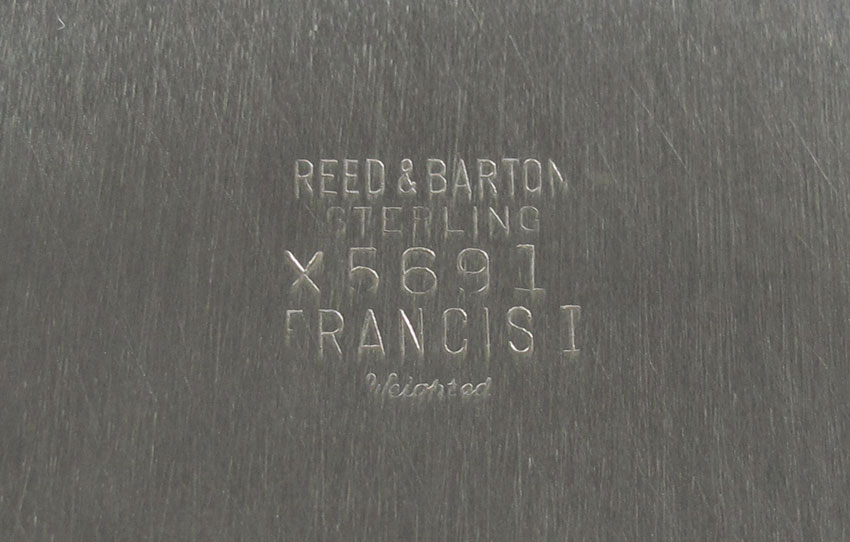 REED & BARTON
STERLING
X5691
FRANCIS I
Weighted